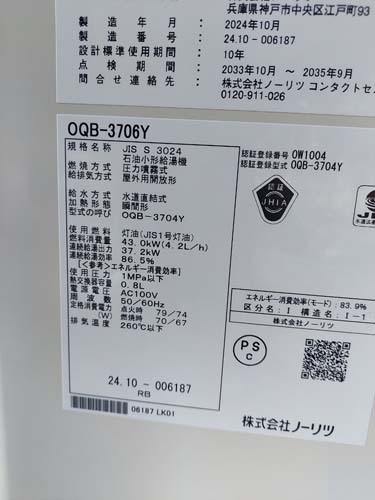 兵庫県神戸市中央区江戸町93
製造年月 2024年10月
製造番号 24.10-006187
設計標準使用期間 10年
点検期間 2033年10月 ～ 2035年9月
問合せ連絡先 株式会社ノーリツ コンタクトセ
0120-911-026
OQB-3706Y
規格名称 JIS S 3024
石油小形給湯機
燃焼方式 圧力噴霧式
給排気方式 屋外用開放形
給水方式 水道直結式
加熱形態 瞬間形
型式の呼び OQB-3704Y
使用燃料 灯油(JIS1号灯油)
燃料消費量 43.0kW(4.2L/h)
連続給湯出力 37.2kW
連続給湯効率 86.5%
[<参考>エネルギー消費効率]
使用圧力 1MPa以下
熱交換器容量 0.8L
電源電圧 AC100V
周波数 50/60Hz
定格消費電力 点火時 79/74
(W) 燃焼時 70/67
排気温度 260℃以下
24.10-006187
RB
06187 LK01
認証登録番号 OW1004
認証登録型式 OQB-3704Y
認証
JHIA
エネルギー消費効率(モード): 83.9%
区分名: Ⅰ 区分: Ⅰ-1
株式会社ノーリツ
PS
C
株式会社ノーリツ